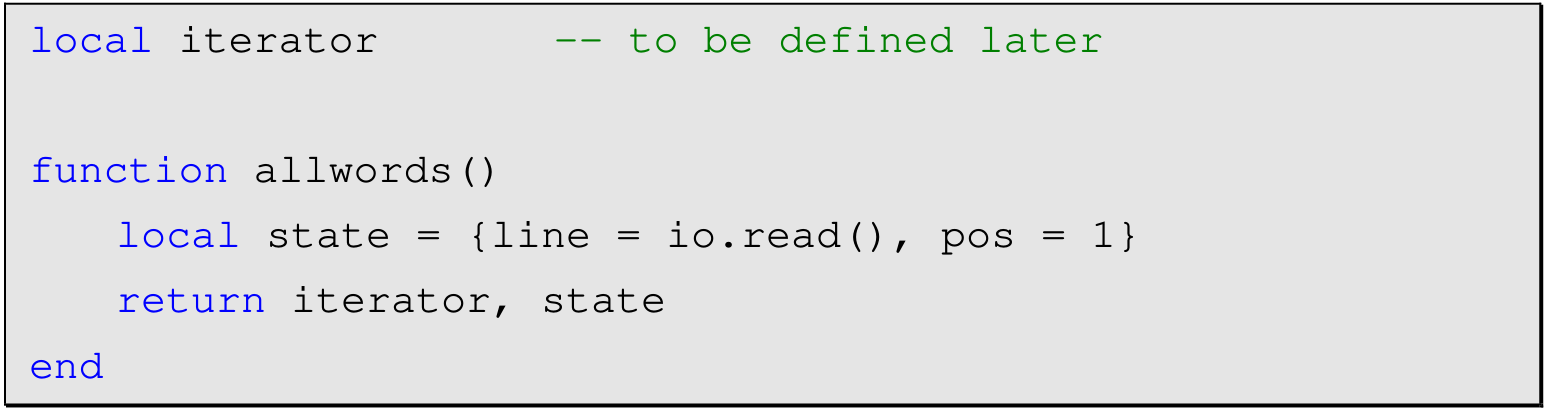 local iterator       -- to be defined later
function allwords()
    local state = {line = io.read(), pos = 1}
    return iterator, state
end